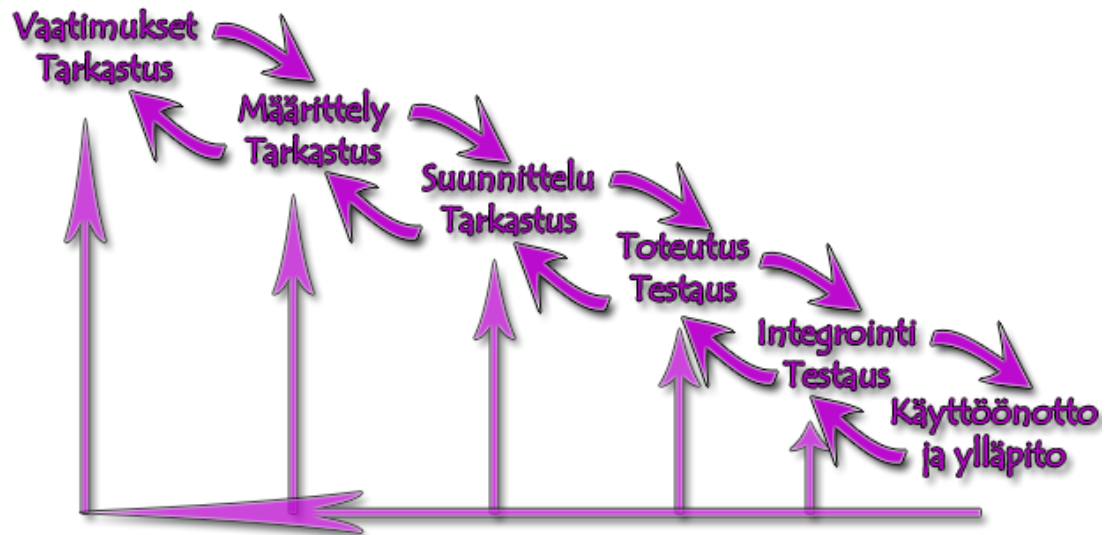 Vaatimukset
Tarkastus
Määrittely
Tarkastus
Suunnittelu
Tarkastus
Toteutus
Testaus
Integrointi
Testaus
Käyttöönotto
ja ylläpito